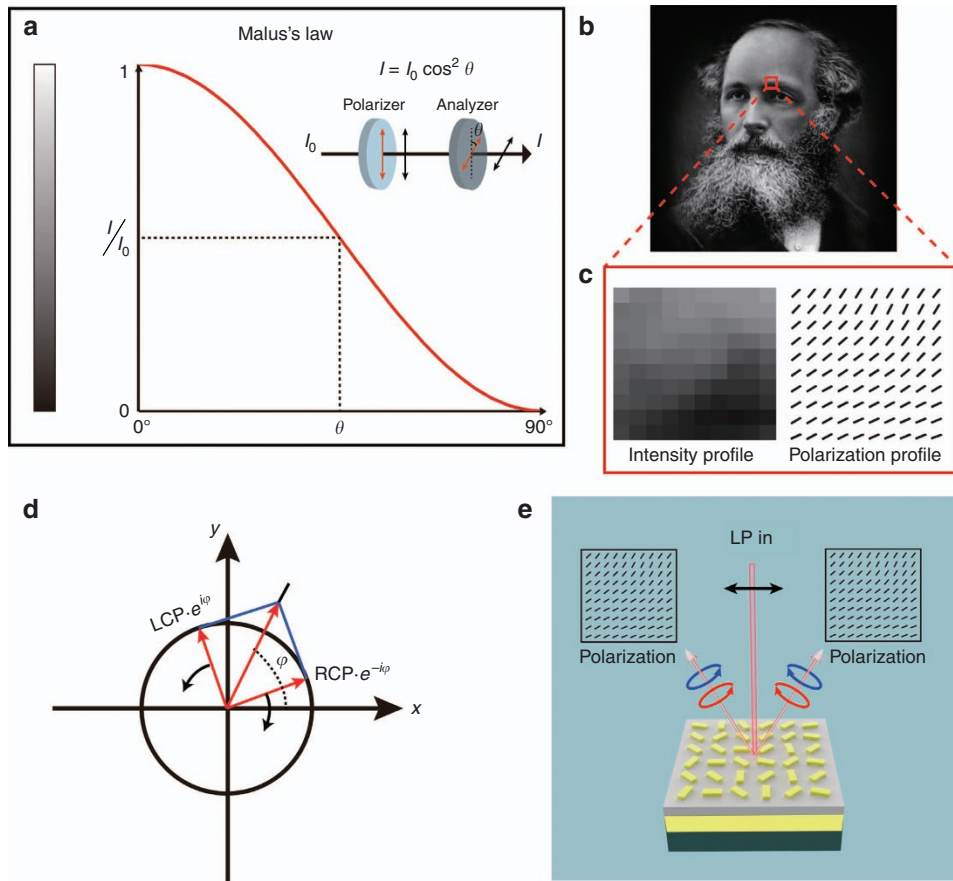 a
Malus's law
I = I₀ cos² θ
Polarizer
Analyzer
θ
I₀
I
1
I/I₀
0
0°
θ
90°
b
c
Intensity profile
Polarization profile
d
y
LCP·e^{iφ}
φ
RCP·e^{−iφ}
x
e
LP in
Polarization
Polarization